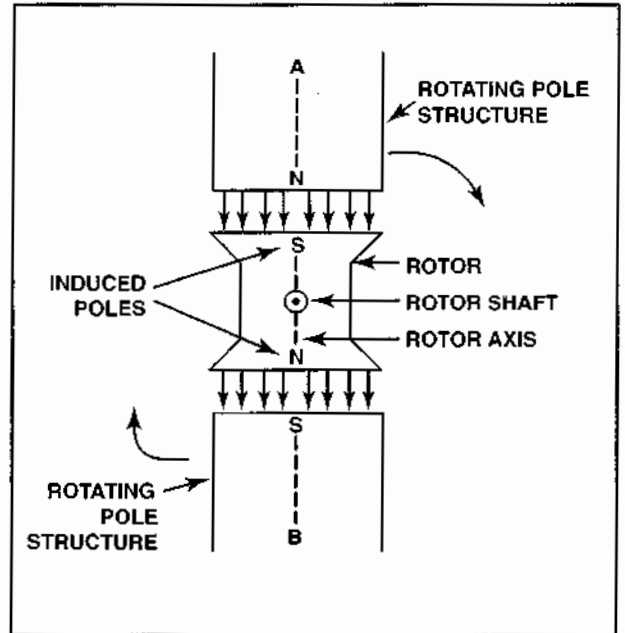 A
ROTATING POLE
STRUCTURE
N
S
INDUCED
POLES
ROTOR
ROTOR SHAFT
ROTOR AXIS
N
S
ROTATING
POLE
STRUCTURE
B